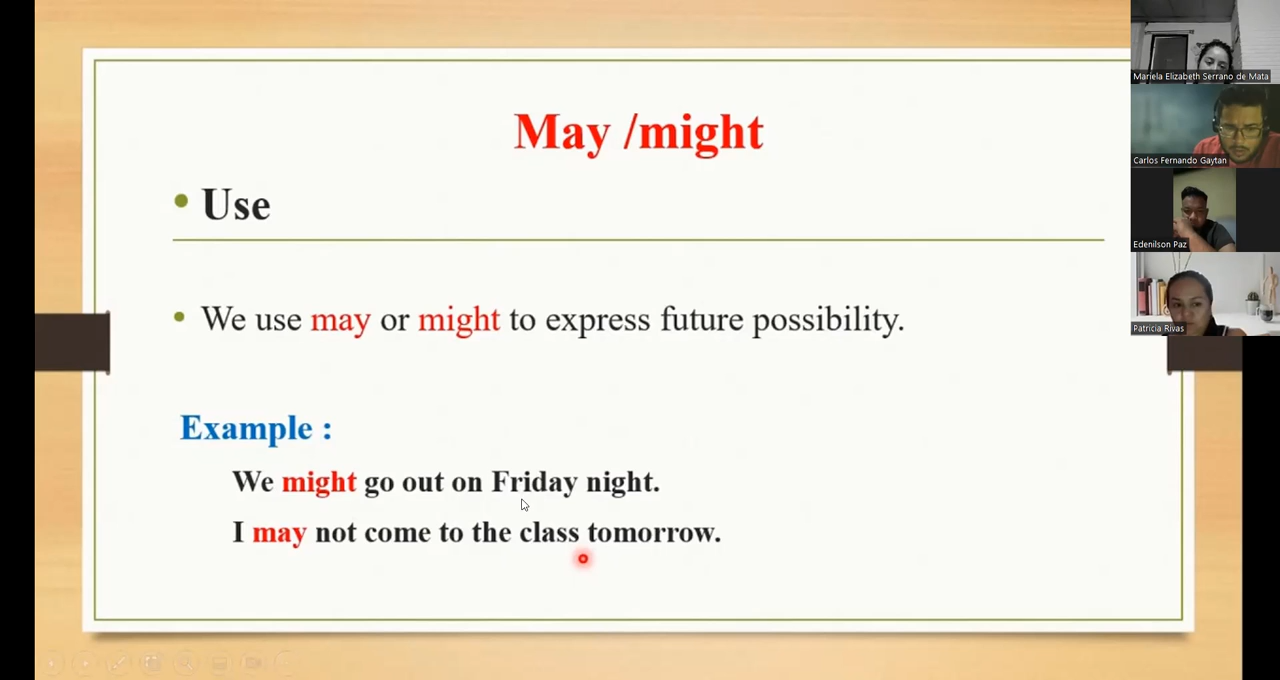 May /might
Use
We use may or might to express future possibility.
Example :
We might go out on Friday night.
I may not come to the class tomorrow.
Mariela Elizabeth Serrano de Mata
Carlos Fernando Gaytan
Edenilson Paz
Patricia Rivas